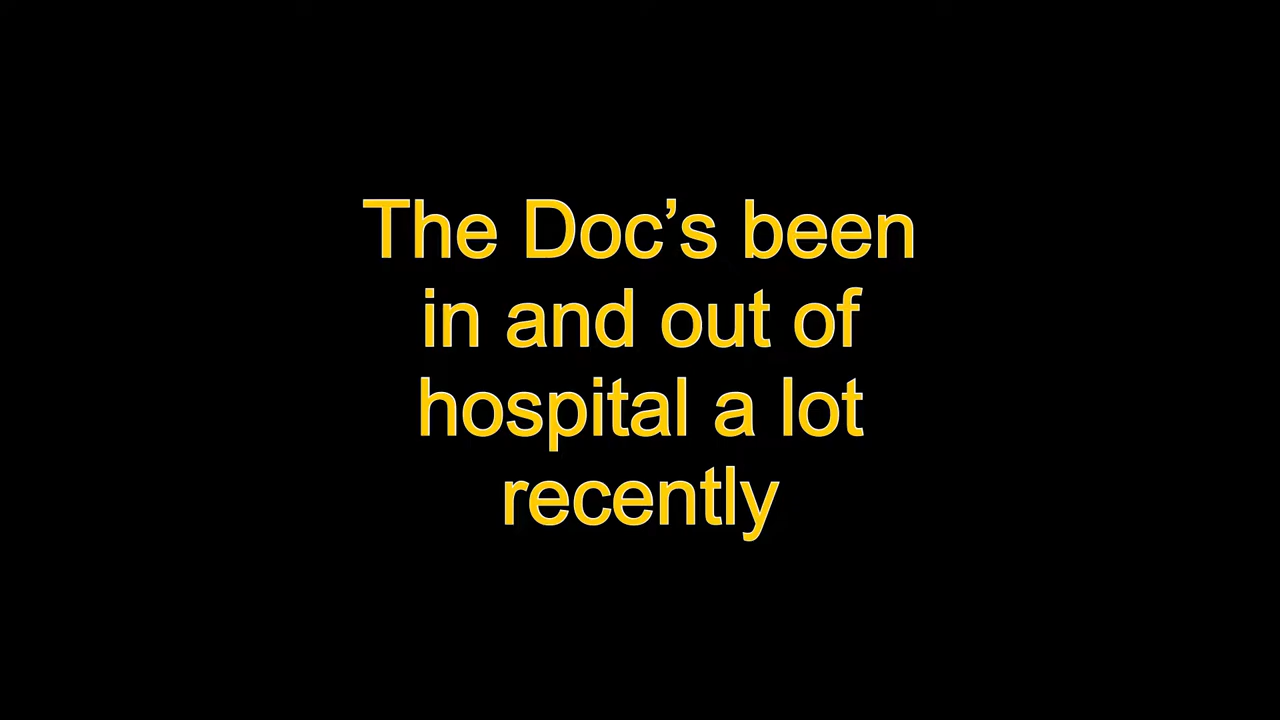 The Doc’s been
in and out of
hospital a lot
recently